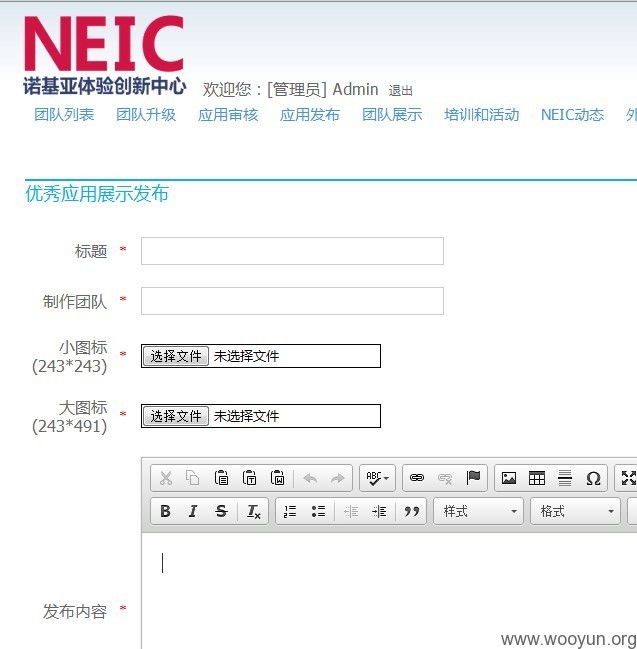 NEIC
诺基亚体验创新中心
欢迎您：[管理员] Admin 退出
团队列表 团队升级 应用审核 应用发布 团队展示 培训和活动 NEIC动态
优秀应用展示发布
标题 *
制作团队 *
小图标 *
(243*243)
选择文件 未选择文件
大图标 *
(243*491)
选择文件 未选择文件
ABC
B I S Tx 样式 格式
发布内容 *
www.wooyun.org